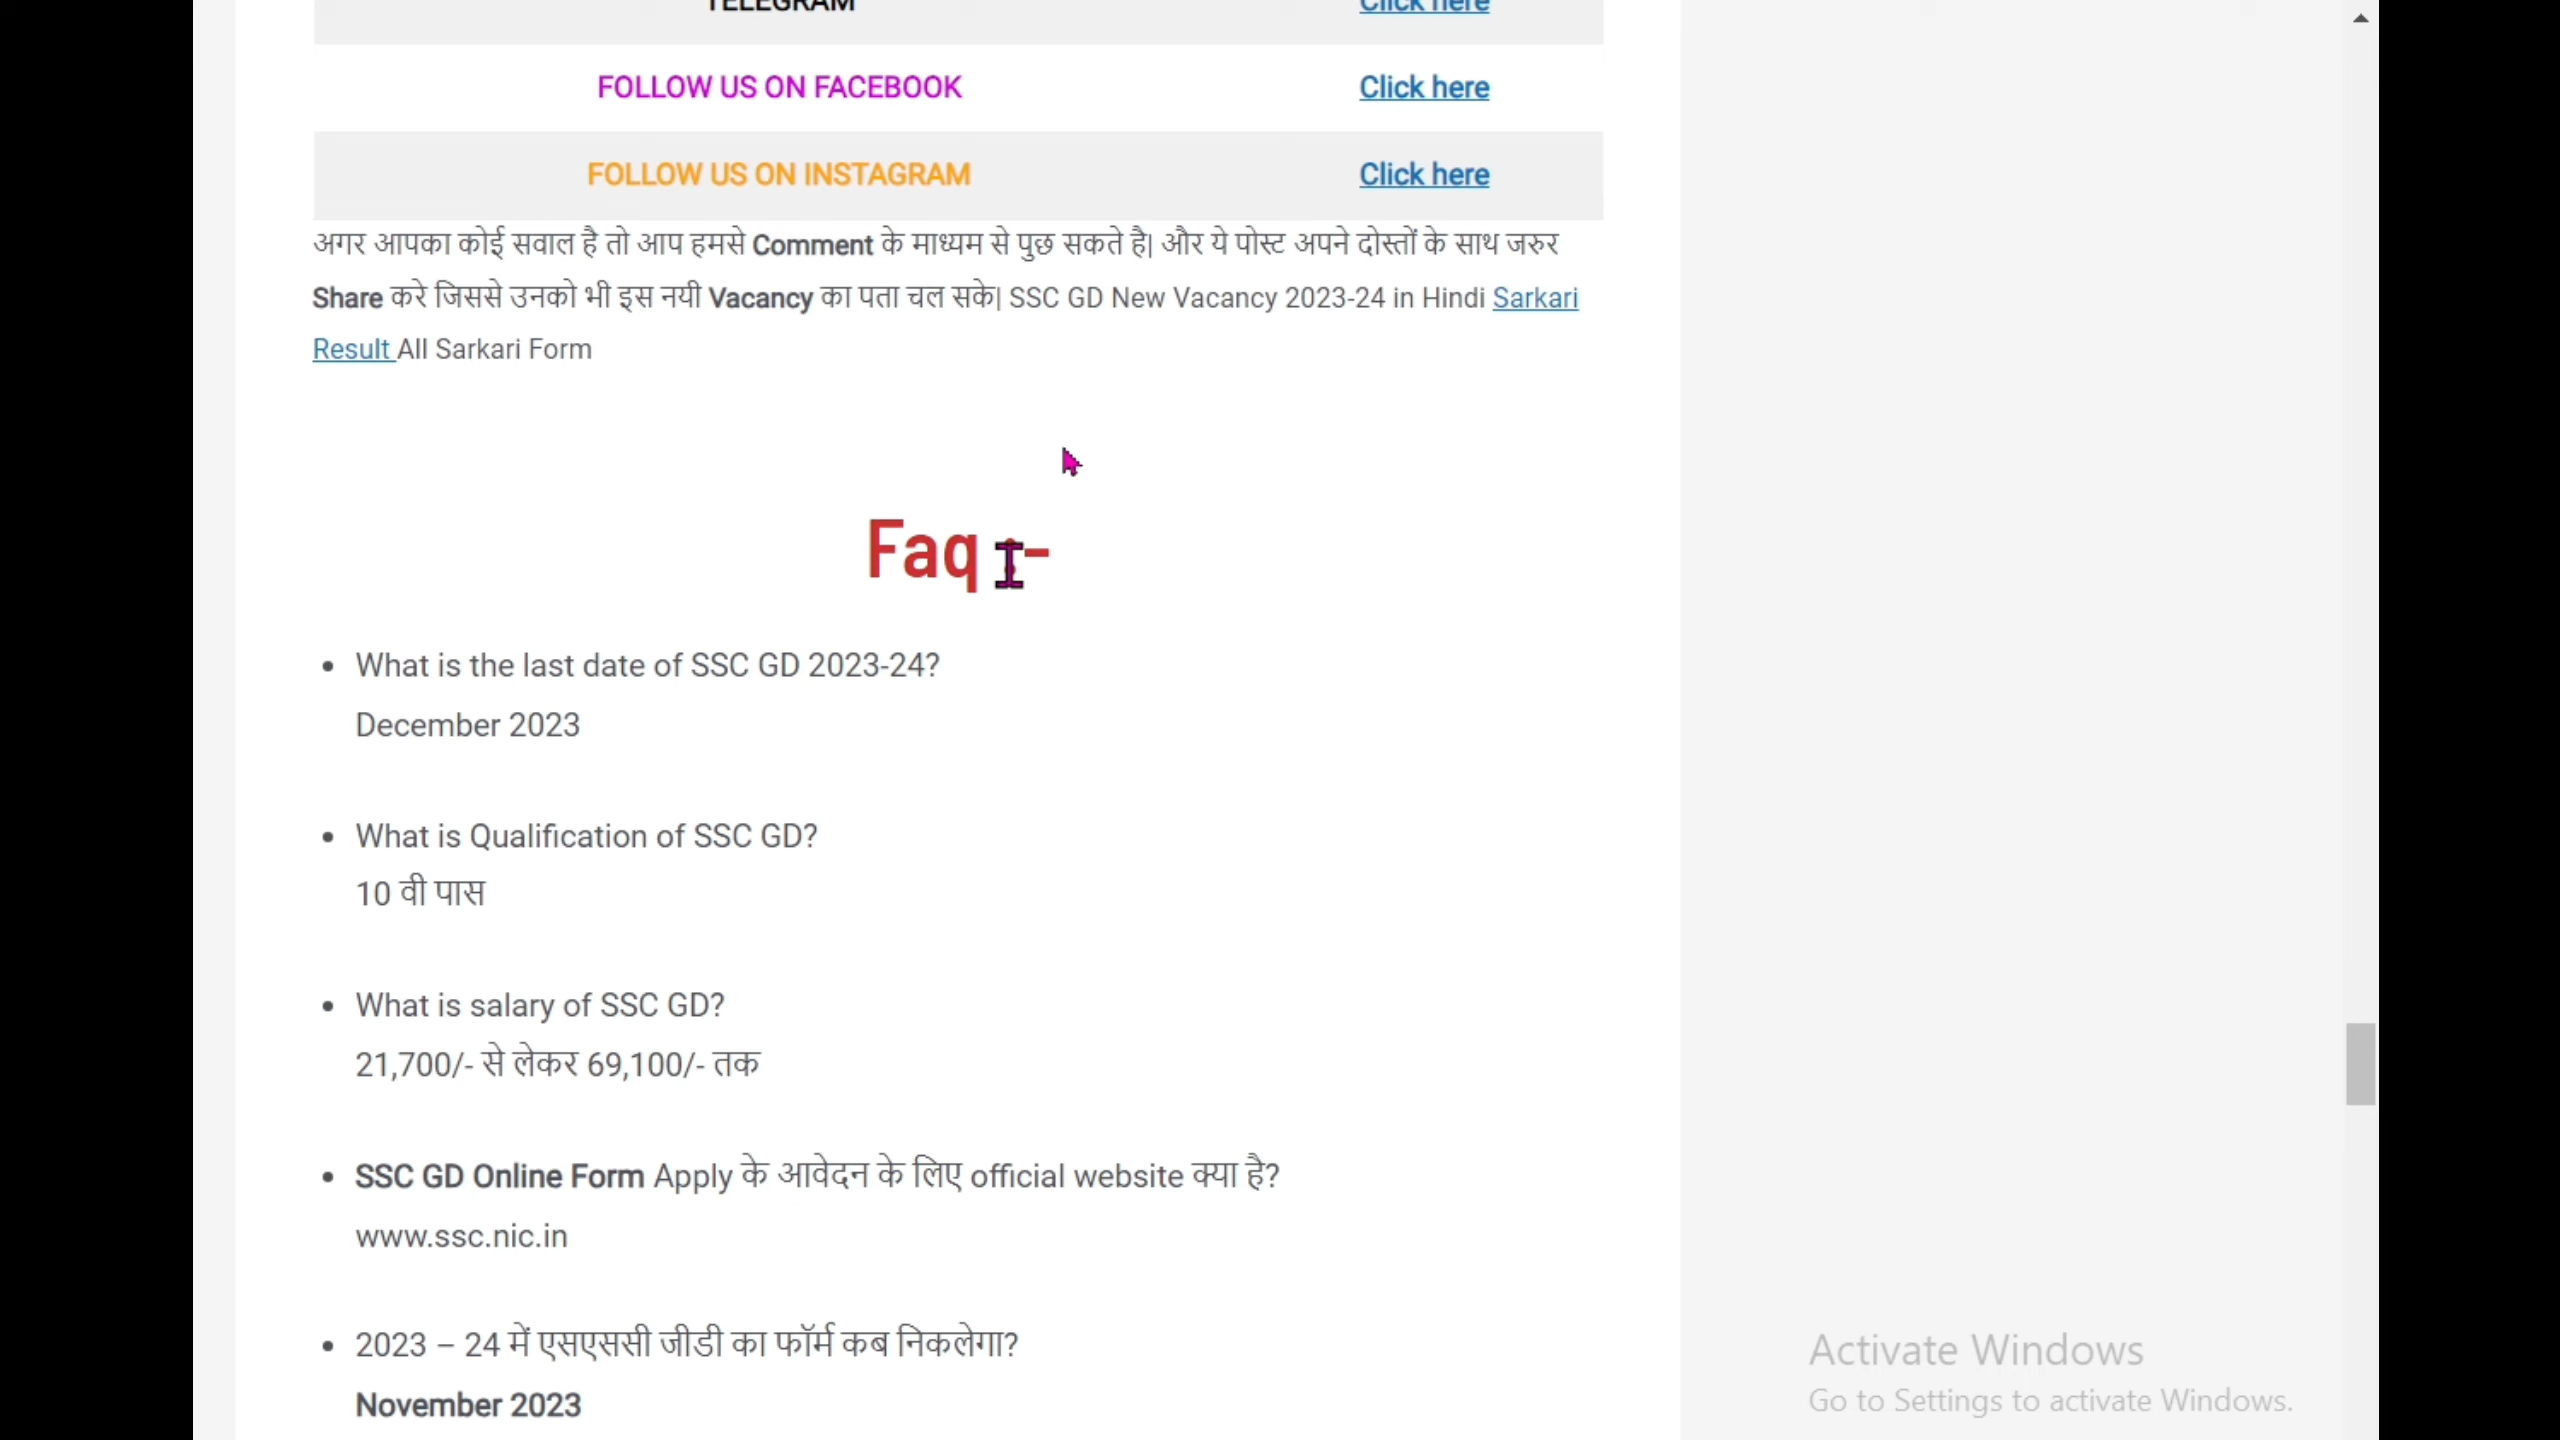 TELEGRAM Click here
FOLLOW US ON FACEBOOK Click here
FOLLOW US ON INSTAGRAM Click here
अगर आपका कोई सवाल है तो आप हमसे Comment के माध्यम से पुछ सकते है| और ये पोस्ट अपने दोस्तों के साथ जरुर
Share करे जिससे उनको भी इस नयी Vacancy का पता चल सके| SSC GD New Vacancy 2023-24 in Hindi Sarkari
Result All Sarkari Form
Faq :-
• What is the last date of SSC GD 2023-24?
December 2023
• What is Qualification of SSC GD?
10 वी पास
• What is salary of SSC GD?
21,700/- से लेकर 69,100/- तक
• SSC GD Online Form Apply के आवेदन के लिए official website क्या है?
www.ssc.nic.in
• 2023 – 24 में एसएससी जीडी का फॉर्म कब निकलेगा?
November 2023
Activate Windows
Go to Settings to activate Windows.